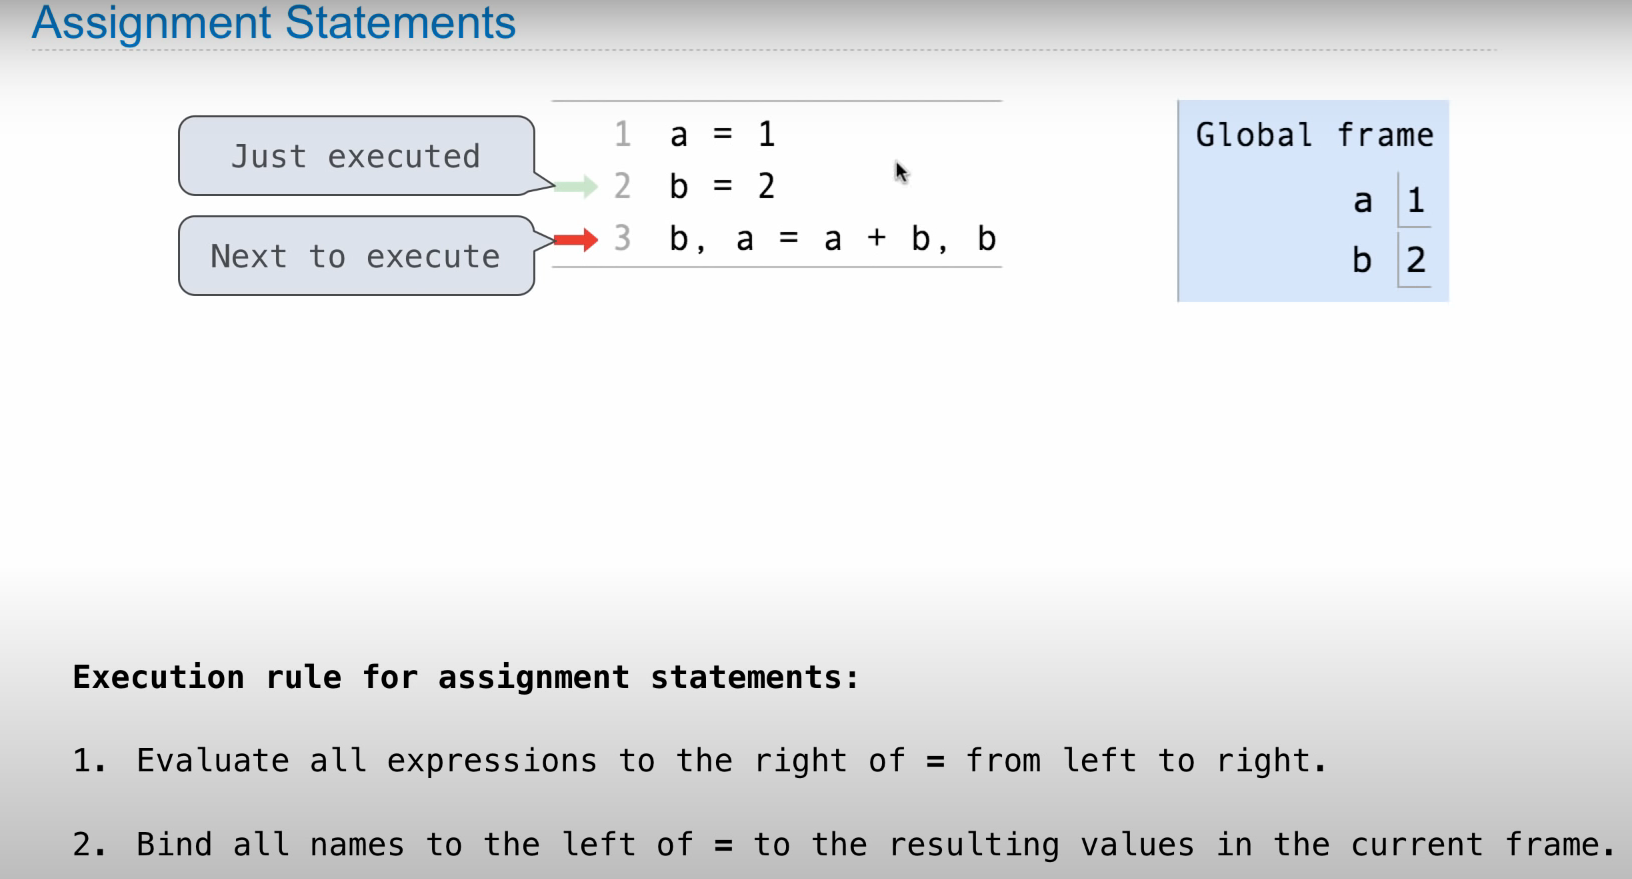 Assignment Statements
Just executed
Next to execute
1 a = 1
2 b = 2
3 b, a = a + b, b
Global frame
a 1
b 2
Execution rule for assignment statements:
1. Evaluate all expressions to the right of = from left to right.
2. Bind all names to the left of = to the resulting values in the current frame.